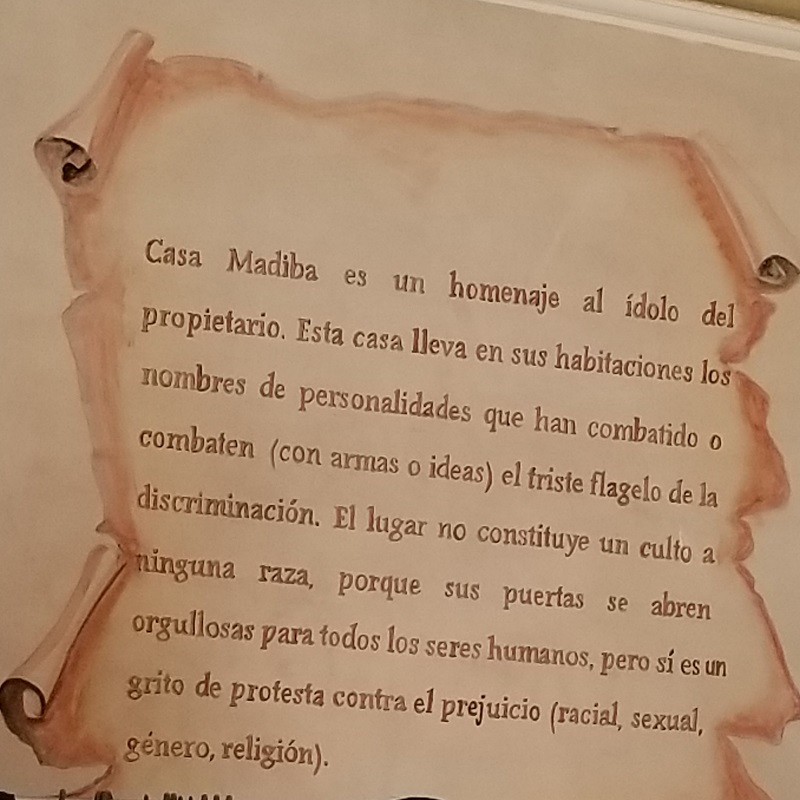 Casa Madiba es un homenaje al ídolo del
propietario. Esta casa lleva en sus habitaciones los
nombres de personalidades que han combatido o
combaten (con armas o ideas) el triste flagelo de la
discriminación. El lugar no constituye un culto a
ninguna raza, porque sus puertas se abren
orgullosas para todos los seres humanos, pero sí es un
grito de protesta contra el prejuicio (racial, sexual,
género, religión).